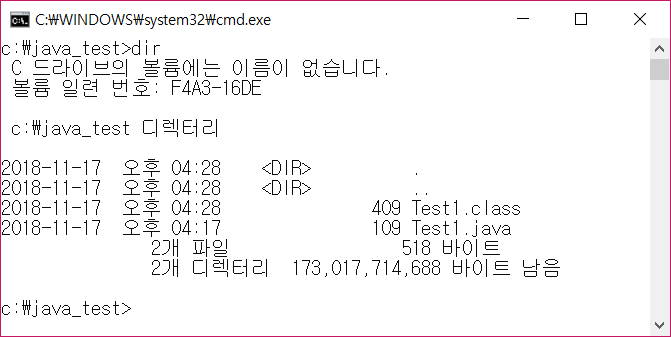 C:₩WINDOWS₩system32₩cmd.exe
c:₩java_test>dir
 C 드라이브의 볼륨에는 이름이 없습니다.
 볼륨 일련 번호: F4A3-16DE
 c:₩java_test 디렉터리
2018-11-17  오후 04:28    <DIR>          .
2018-11-17  오후 04:28    <DIR>          ..
2018-11-17  오후 04:28               409 Test1.class
2018-11-17  오후 04:17               109 Test1.java
               2개 파일                 518 바이트
               2개 디렉터리  173,017,714,688 바이트 남음
c:₩java_test>